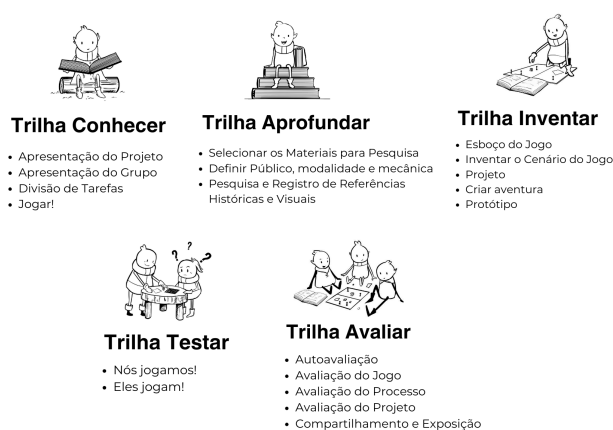 Trilha Conhecer
• Apresentação do Projeto
• Apresentação do Grupo
• Divisão de Tarefas
• Jogar!
Trilha Aprofundar
• Selecionar os Materiais para Pesquisa
• Definir Público, modalidade e mecânica
• Pesquisa e Registro de Referências
Históricas e Visuais
Trilha Inventar
• Esboço do Jogo
• Inventar o Cenário do Jogo
• Projeto
• Criar aventura
• Protótipo
? ? ?
Trilha Testar
• Nós jogamos!
• Eles jogam!
Trilha Avaliar
• Autoavaliação
• Avaliação do Jogo
• Avaliação do Processo
• Avaliação do Projeto
• Compartilhamento e Exposição